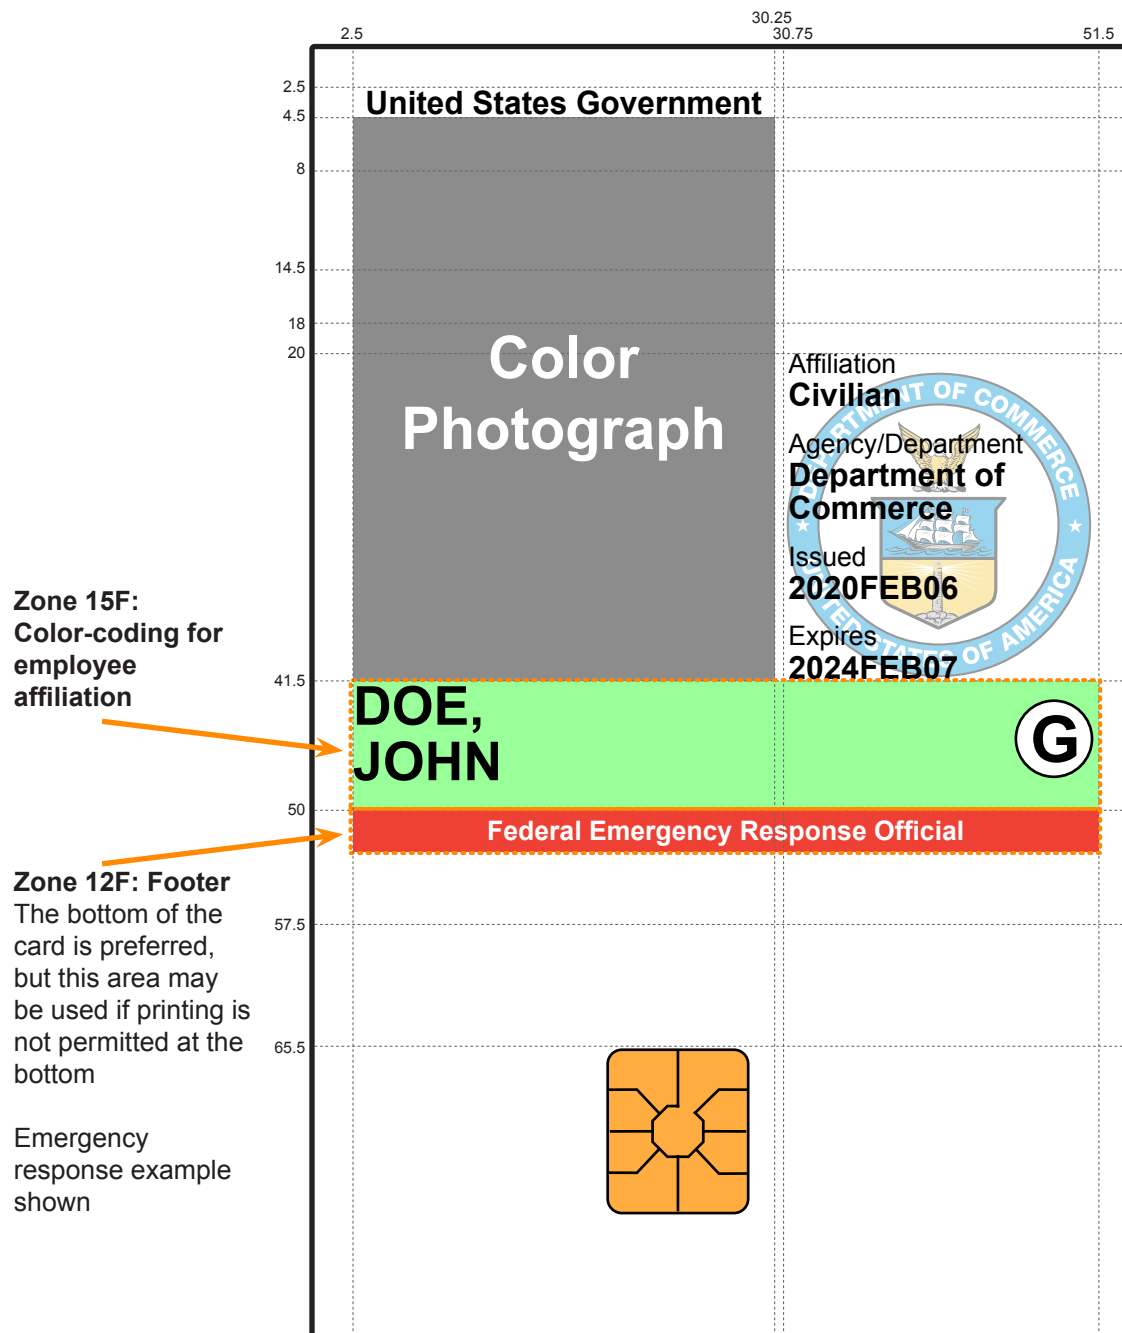 30.25
2.5 30.75 51.5
2.5
United States Government
4.5
8
14.5
18
20
Color
Photograph
Affiliation
Civilian
Agency/Department
Department of
Commerce
Issued
2020FEB06
Expires
2024FEB07
DEPARTMENT OF COMMERCE
UNITED STATES OF AMERICA
Zone 15F:
Color-coding for
employee
affiliation
41.5
DOE,
JOHN
G
50
Federal Emergency Response Official
Zone 12F: Footer
The bottom of the
card is preferred,
but this area may
be used if printing is
not permitted at the
bottom
Emergency
response example
shown
57.5
65.5